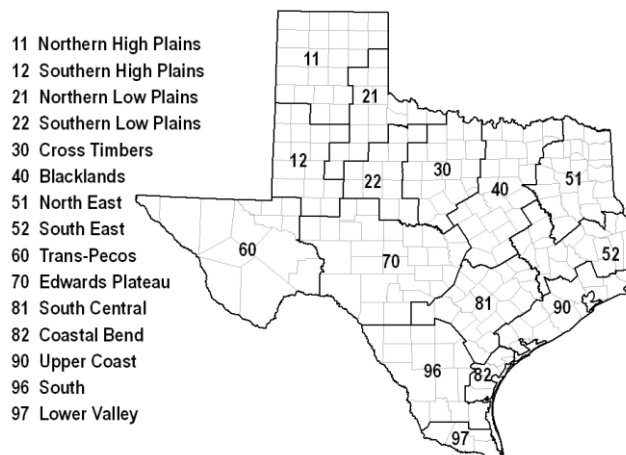 11 Northern High Plains
12 Southern High Plains
21 Northern Low Plains
22 Southern Low Plains
30 Cross Timbers
40 Blacklands
51 North East
52 South East
60 Trans-Pecos
70 Edwards Plateau
81 South Central
82 Coastal Bend
90 Upper Coast
96 South
97 Lower Valley
11
21
12
22
30
40
51
60
70
52
81
90
96
82
97